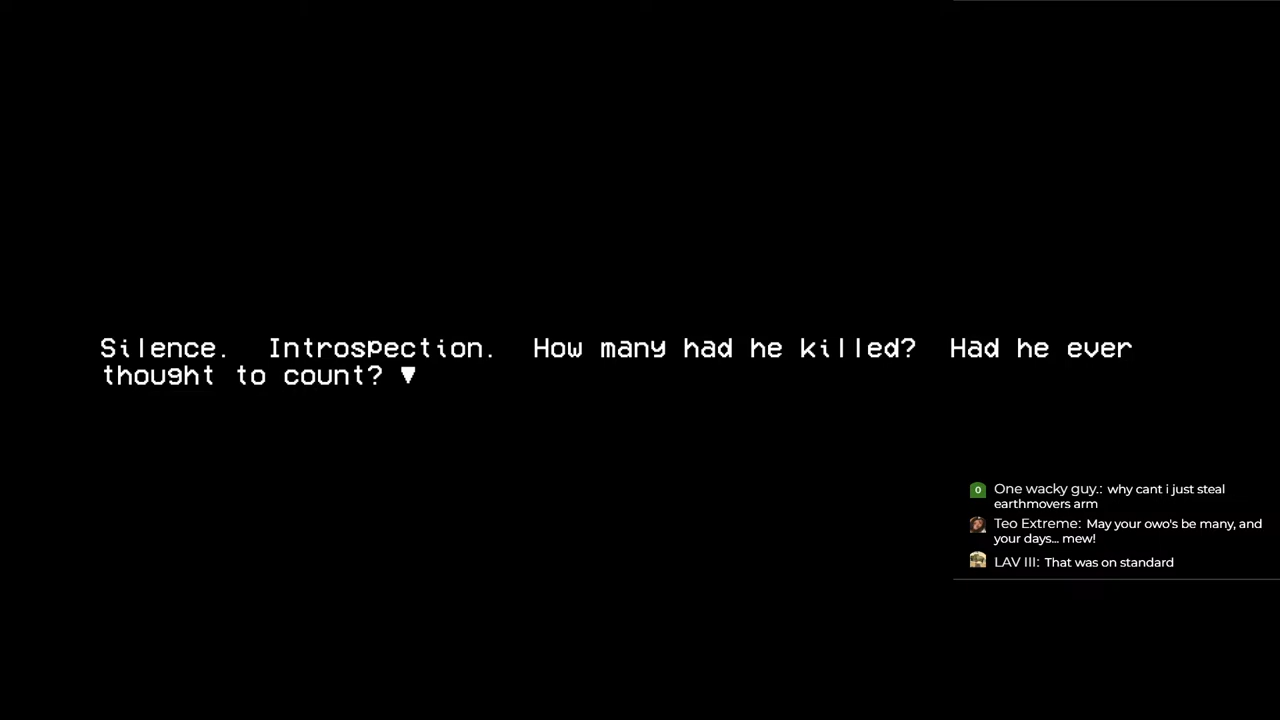 Silence.  Introspection.  How many had he killed?  Had he ever
thought to count? ▼
0 One wacky guy.: why cant i just steal
earthmovers arm
Teo Extreme: May your owo's be many, and
your days... mew!
LAV III: That was on standard